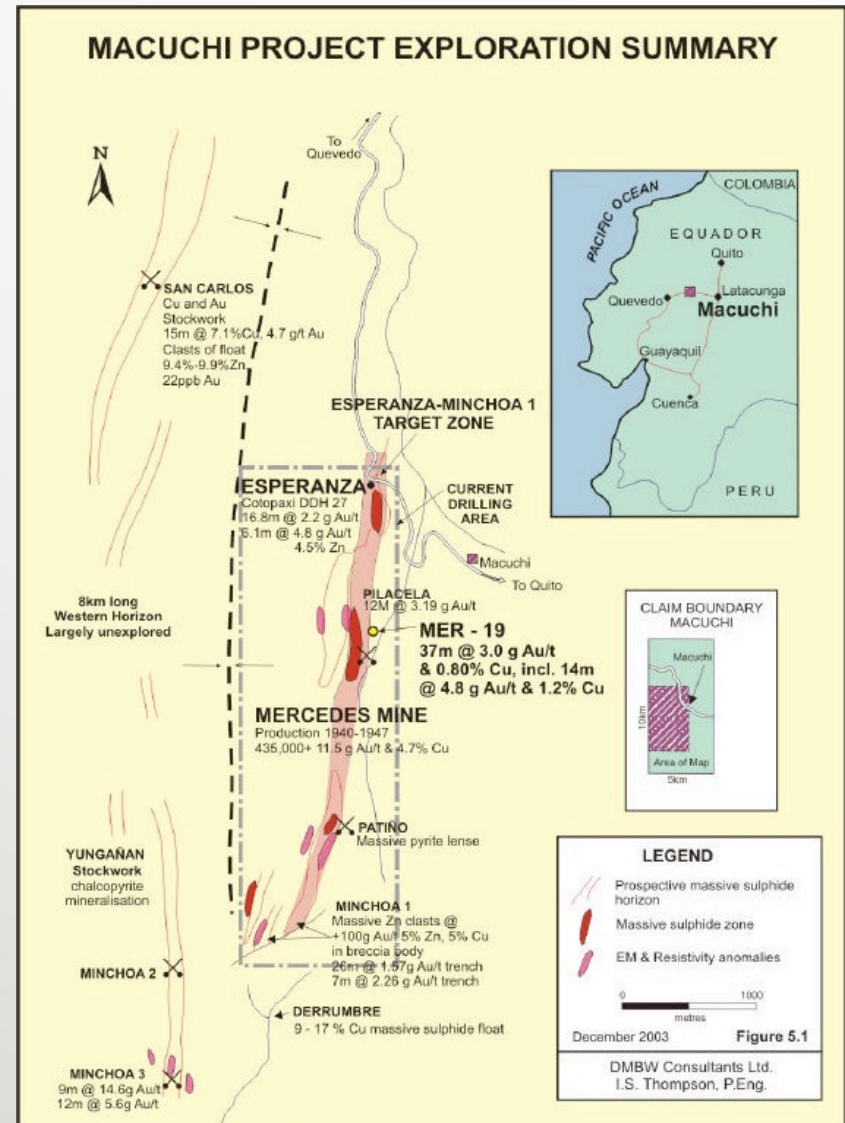 MACUCHI PROJECT EXPLORATION SUMMARY
N
To
Quevedo
SAN CARLOS
Cu and Au
Stockwork
15m @ 7.1%Cu, 4.7 g/t Au
Clasts of float
9.4%-9.9%Zn
22ppb Au
ESPERANZA-MINCHOA 1
TARGET ZONE
ESPERANZA
Cotopaxi DDH 27
16.8m @ 2.2 g Au/t
6.1m @ 4.8 g Au/t
4.5% Zn
CURRENT
DRILLING
AREA
Macuchi
To Quito
8km long
Western Horizon
Largely unexplored
PILACELA
12M @ 3.19 g Au/t
MER - 19
37m @ 3.0 g Au/t
& 0.80% Cu, incl. 14m
@ 4.8 g Au/t & 1.2% Cu
MERCEDES MINE
Production 1940-1947
435,000+ 11.5 g Au/t & 4.7% Cu
PATIÑO
Massive pyrite lense
YUNGAÑAN
Stockwork
chalcopyrite
mineralisation
MINCHOA 1
Massive Zn clasts @
+100g Au/t 5% Zn, 5% Cu
in breccia body
26m @ 1.57g Au/t trench
7m @ 2.26 g Au/t trench
MINCHOA 2
DERRUMBRE
9 - 17 % Cu massive sulphide float
MINCHOA 3
9m @ 14.6g Au/t
12m @ 5.6g Au/t
PACIFIC OCEAN
COLOMBIA
EQUADOR
Quito
Latacunga
Quevedo
Macuchi
Guayaquil
Cuenca
PERU
CLAIM BOUNDARY
MACUCHI
Macuchi
10km
Area of Map
5km
LEGEND
Prospective massive sulphide
horizon
Massive sulphide zone
EM & Resistivity anomalies
0 1000
metres
December 2003 Figure 5.1
DMBW Consultants Ltd.
I.S. Thompson, P.Eng.